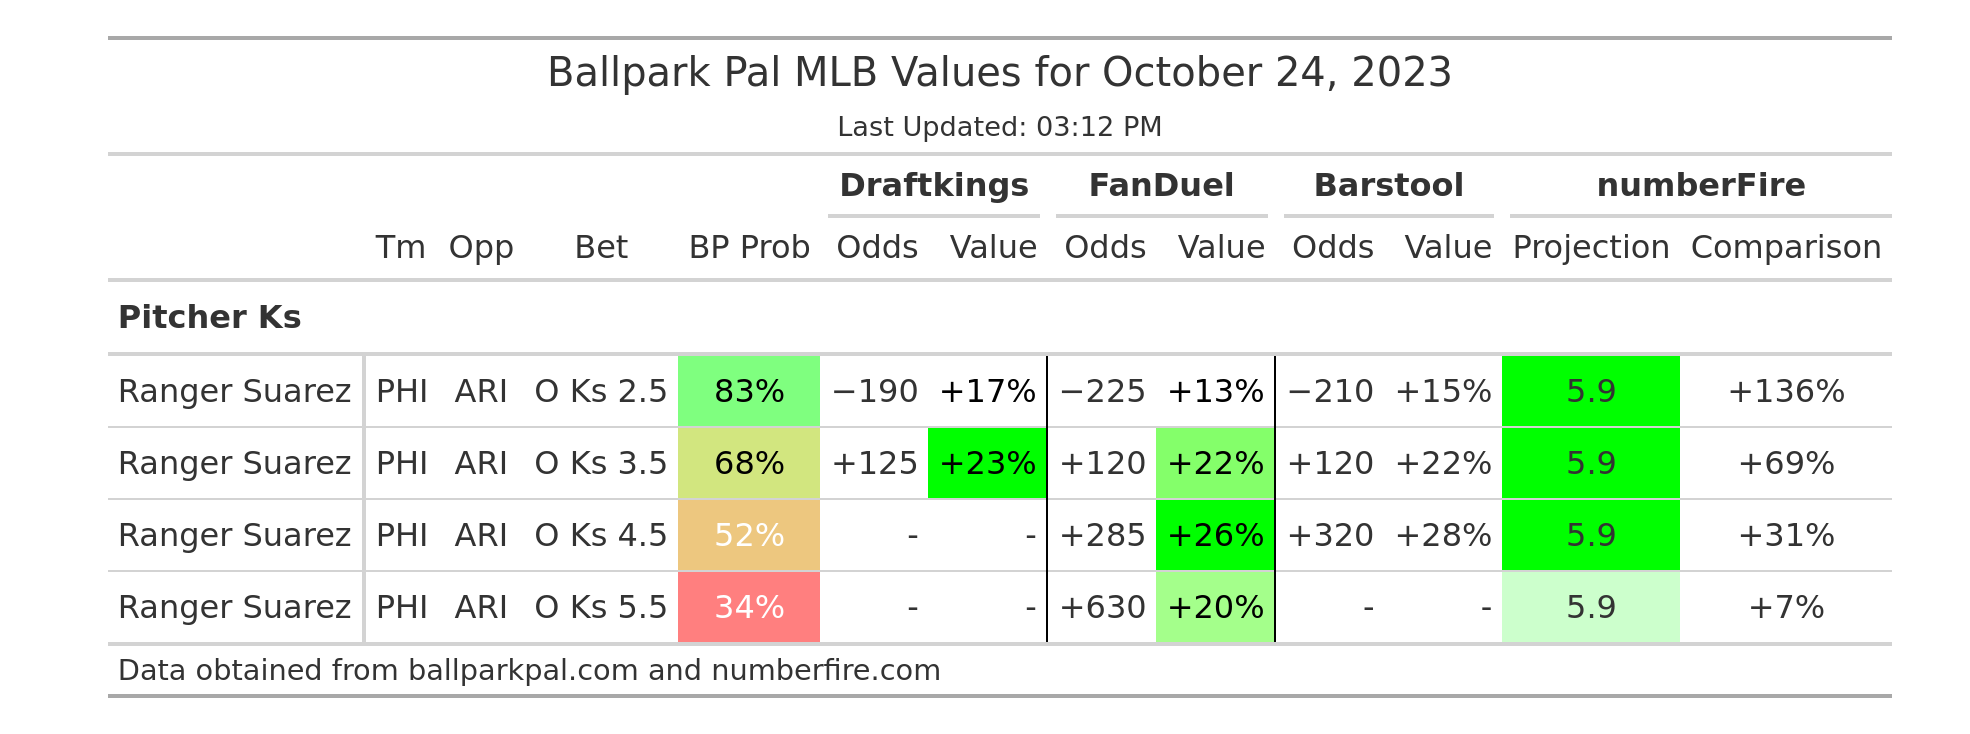 Ballpark Pal MLB Values for October 24, 2023
Last Updated: 03:12 PM
Draftkings FanDuel Barstool numberFire
Tm Opp Bet BP Prob Odds Value Odds Value Odds Value Projection Comparison
Pitcher Ks
Ranger Suarez PHI ARI O Ks 2.5 83% −190 +17% −225 +13% −210 +15% 5.9 +136%
Ranger Suarez PHI ARI O Ks 3.5 68% +125 +23% +120 +22% +120 +22% 5.9 +69%
Ranger Suarez PHI ARI O Ks 4.5 52% - - +285 +26% +320 +28% 5.9 +31%
Ranger Suarez PHI ARI O Ks 5.5 34% - - +630 +20% - - 5.9 +7%
Data obtained from ballparkpal.com and numberfire.com